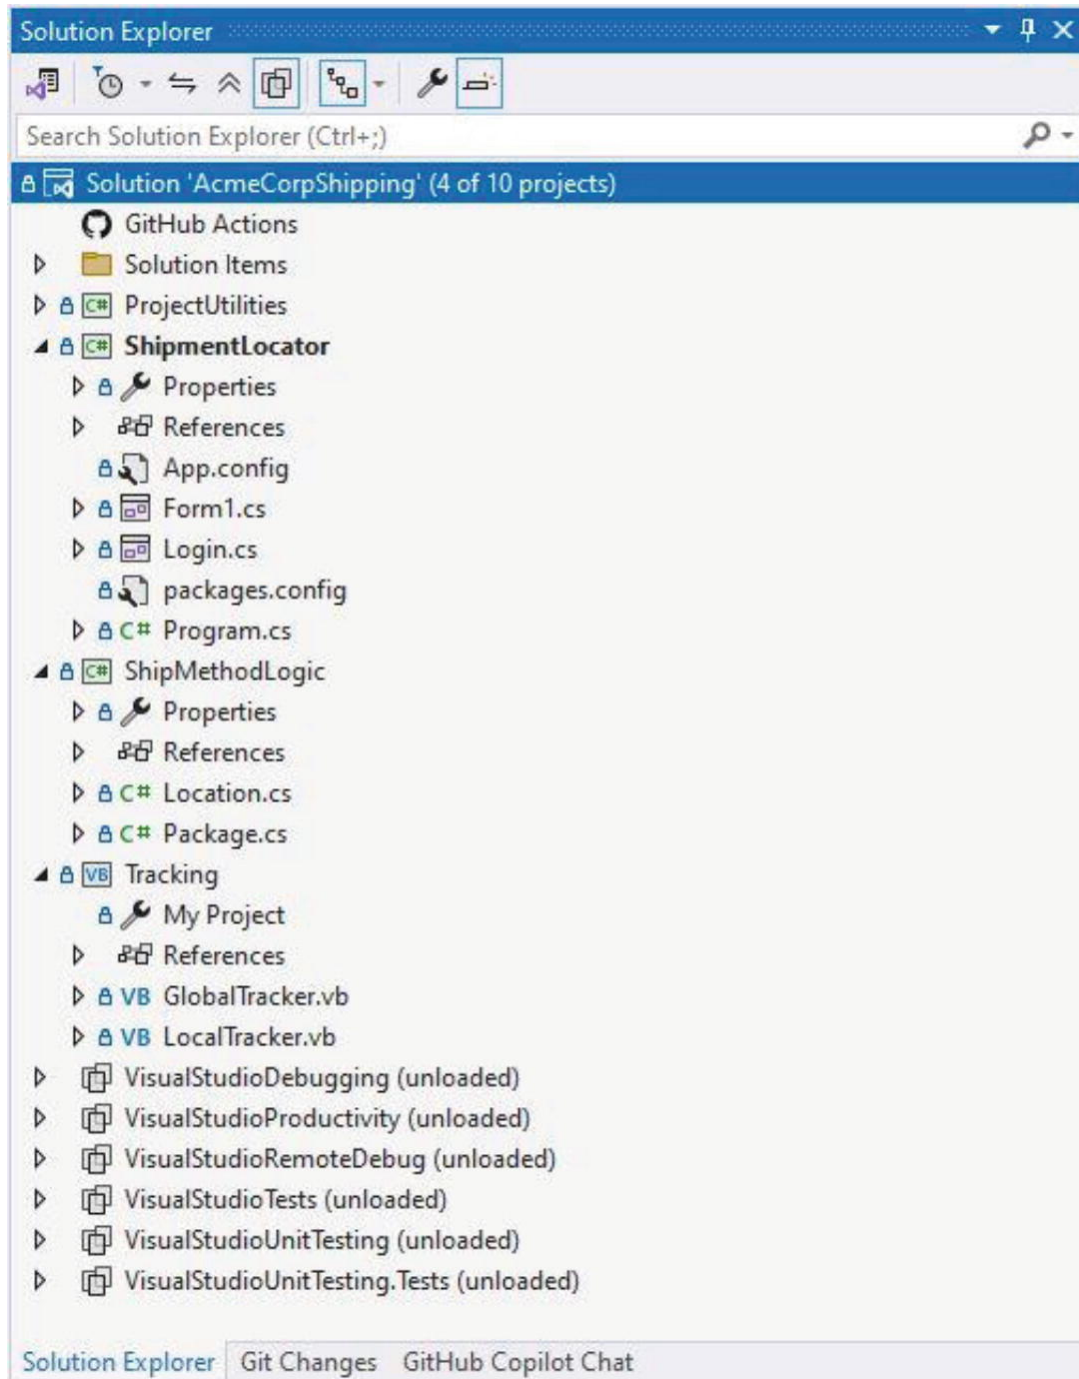 Solution Explorer
Search Solution Explorer (Ctrl+;)
Solution 'AcmeCorpShipping' (4 of 10 projects)
GitHub Actions
Solution Items
C# ProjectUtilities
C# ShipmentLocator
Properties
References
App.config
Form1.cs
Login.cs
packages.config
C# Program.cs
C# ShipMethodLogic
Properties
References
C# Location.cs
C# Package.cs
VB Tracking
My Project
References
VB GlobalTracker.vb
VB LocalTracker.vb
VisualStudioDebugging (unloaded)
VisualStudioProductivity (unloaded)
VisualStudioRemoteDebug (unloaded)
VisualStudioTests (unloaded)
VisualStudioUnitTesting (unloaded)
VisualStudioUnitTesting.Tests (unloaded)
Solution Explorer Git Changes GitHub Copilot Chat